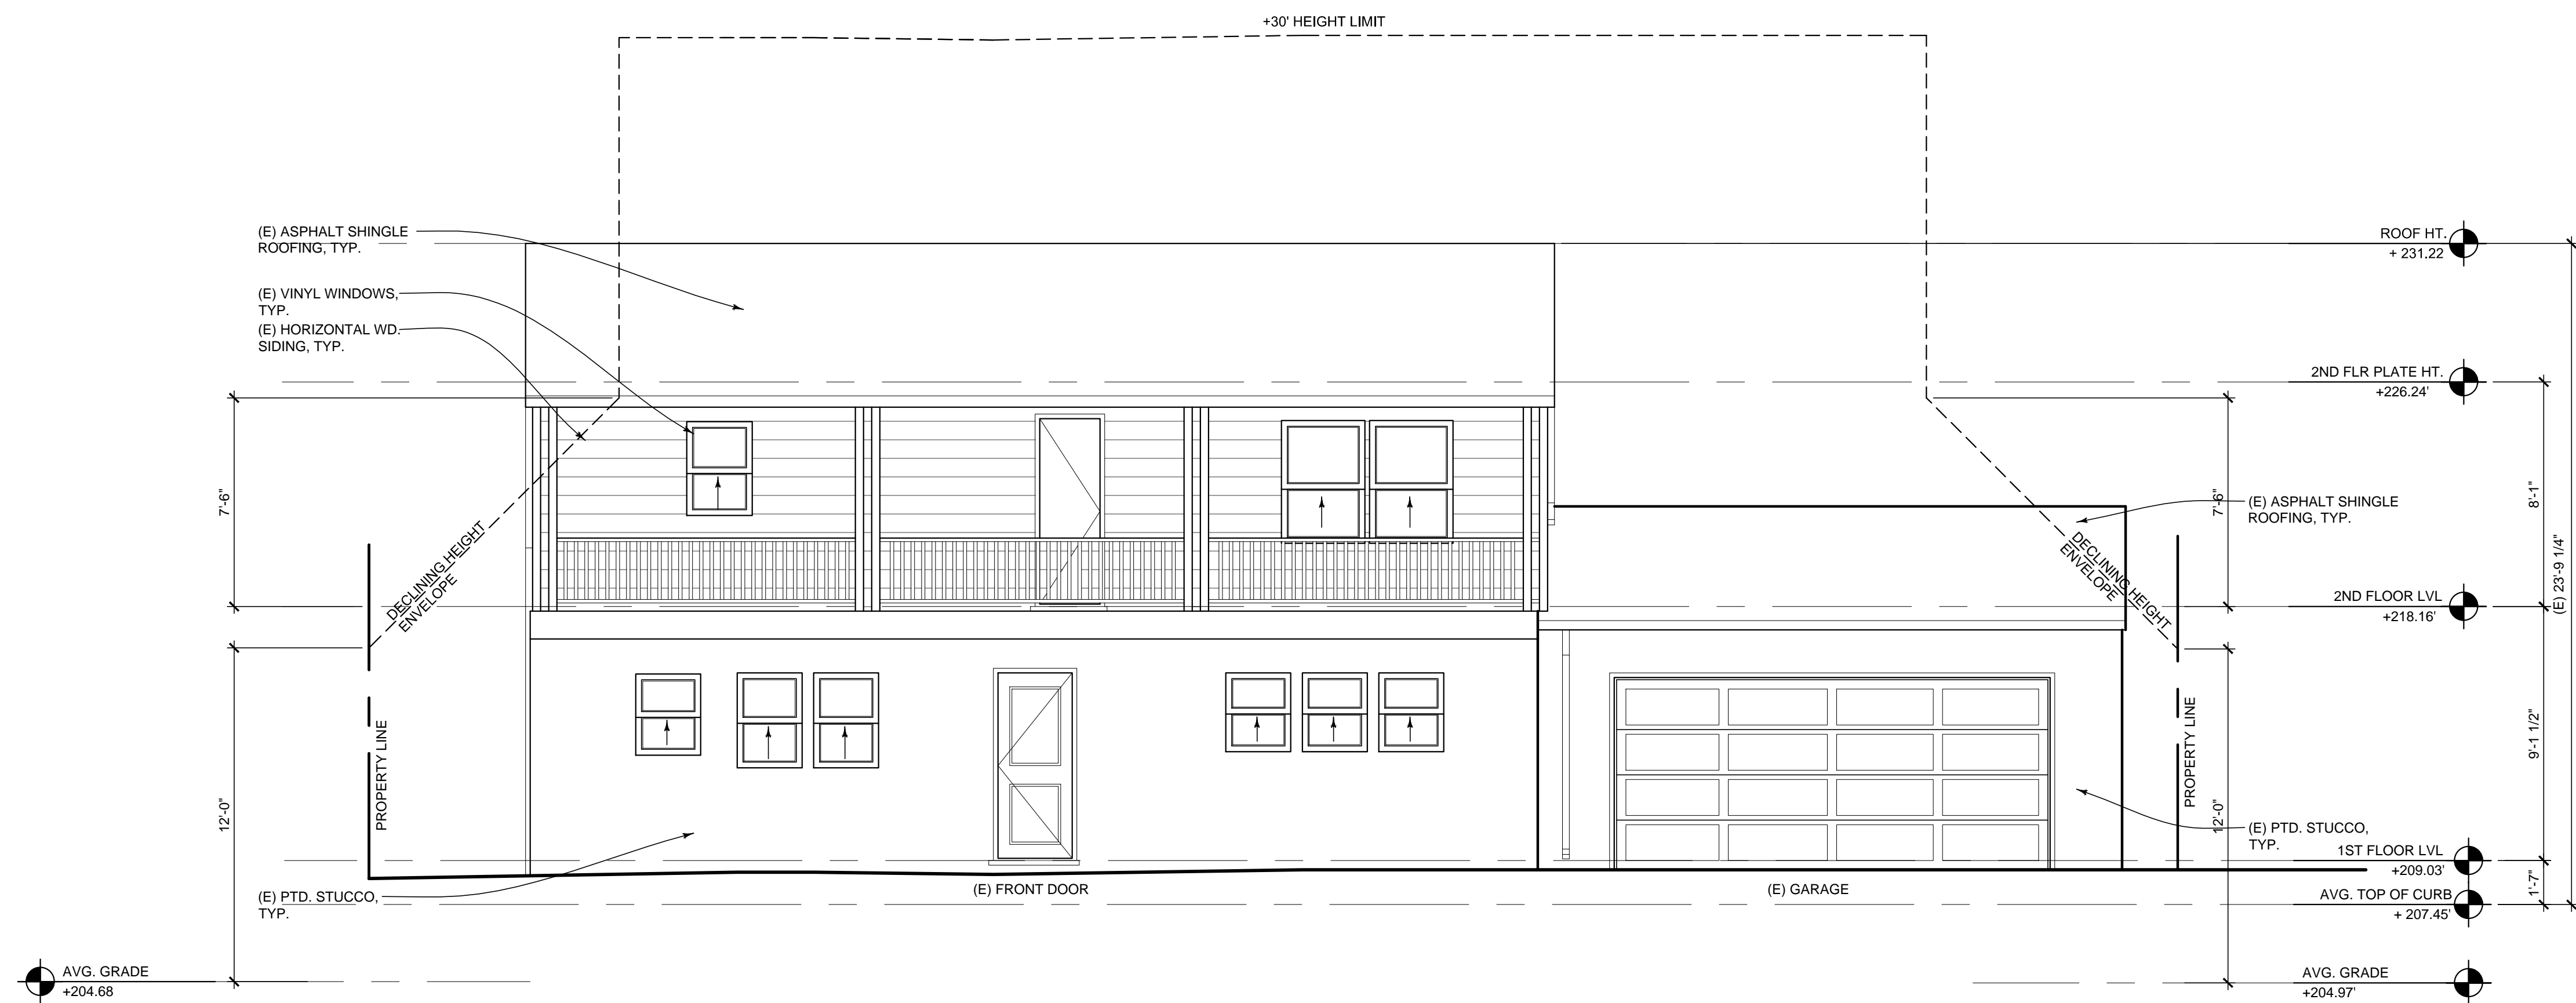 +30' HEIGHT LIMIT
(E) ASPHALT SHINGLE
ROOFING, TYP.
(E) VINYL WINDOWS,
TYP.
(E) HORIZONTAL WD.
SIDING, TYP.
7'-6"
DECLINING HEIGHT
ENVELOPE
12'-0"
PROPERTY LINE
(E) PTD. STUCCO,
TYP.
AVG. GRADE
+204.68
(E) FRONT DOOR
(E) GARAGE
ROOF HT.
+ 231.22
2ND FLR PLATE HT.
+226.24'
7'-6"
8'-1"
(E) 23'-9 1/4"
(E) ASPHALT SHINGLE
ROOFING, TYP.
DECLINING HEIGHT
ENVELOPE
2ND FLOOR LVL
+218.16'
PROPERTY LINE
12'-0"
9'-1 1/2"
(E) PTD. STUCCO,
TYP.
1ST FLOOR LVL
+209.03'
1'-7"
AVG. TOP OF CURB
+ 207.45'
AVG. GRADE
+204.97'